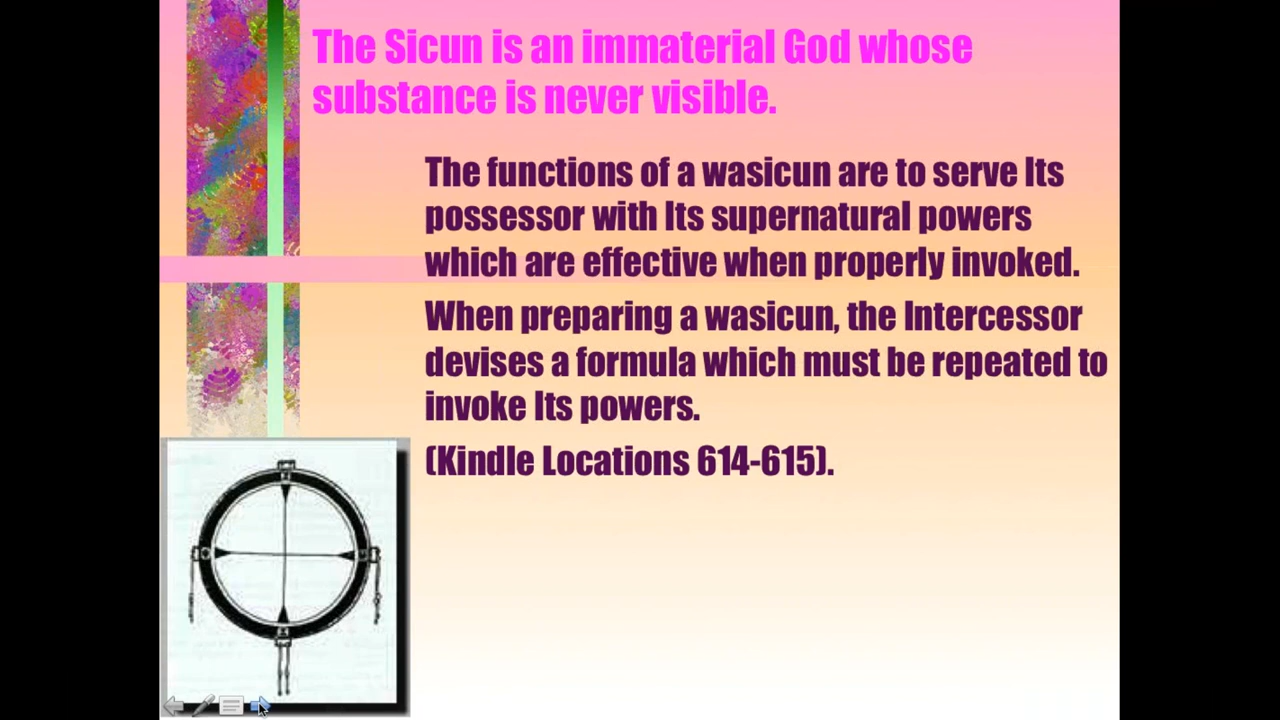 The Sicun is an immaterial God whose
substance is never visible.
The functions of a wasicun are to serve Its
possessor with Its supernatural powers
which are effective when properly invoked.
When preparing a wasicun, the Intercessor
devises a formula which must be repeated to
invoke Its powers.
(Kindle Locations 614-615).